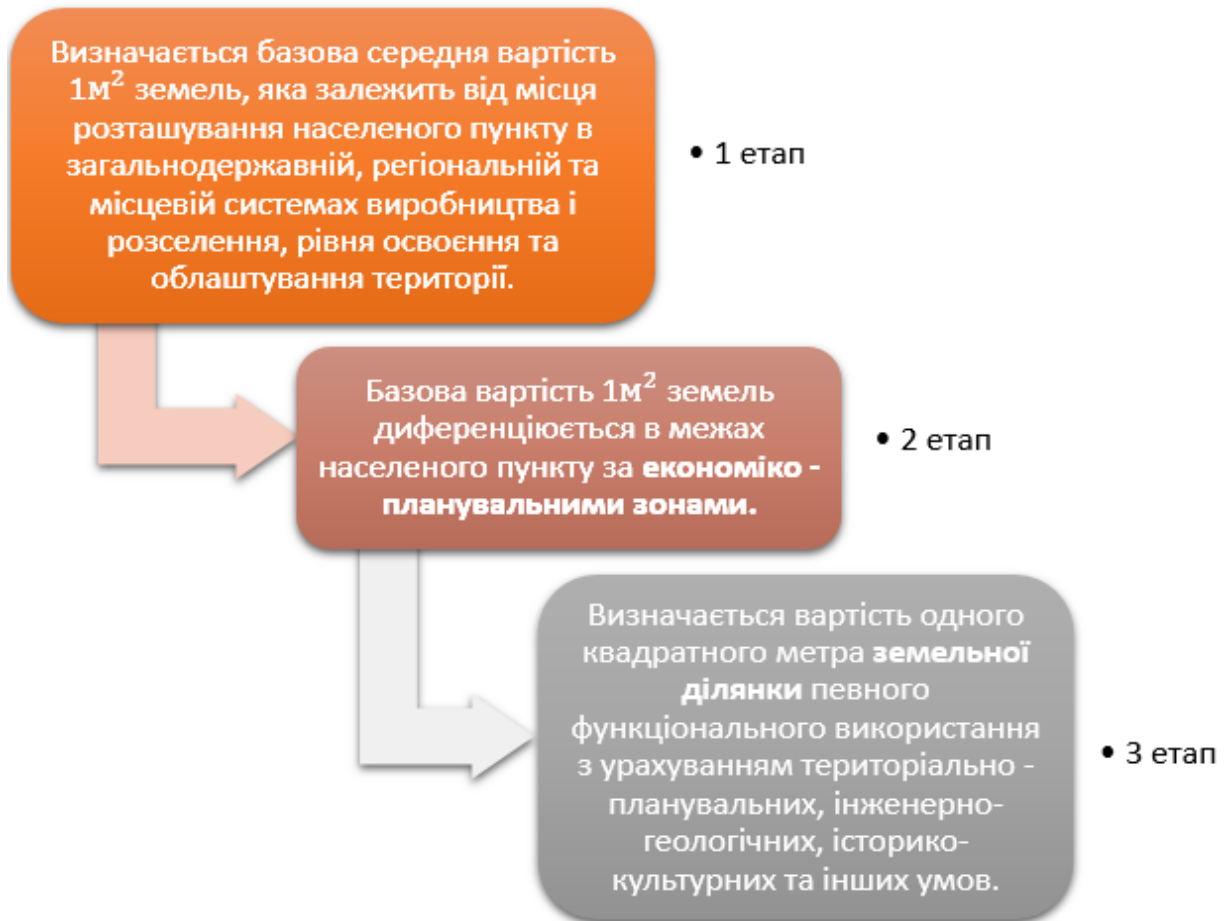 Визначається базова середня вартість
1м² земель, яка залежить від місця
розташування населеного пункту в
загальнодержавній, регіональній та
місцевій системах виробництва і
розселення, рівня освоєння та
облаштування території.
• 1 етап
Базова вартість 1м² земель
диференціюється в межах
населеного пункту за економіко -
планувальними зонами.
• 2 етап
Визначається вартість одного
квадратного метра земельної
ділянки певного
функціонального використання
з урахуванням територіально -
планувальних, інженерно-
геологічних, історико-
культурних та інших умов.
• 3 етап